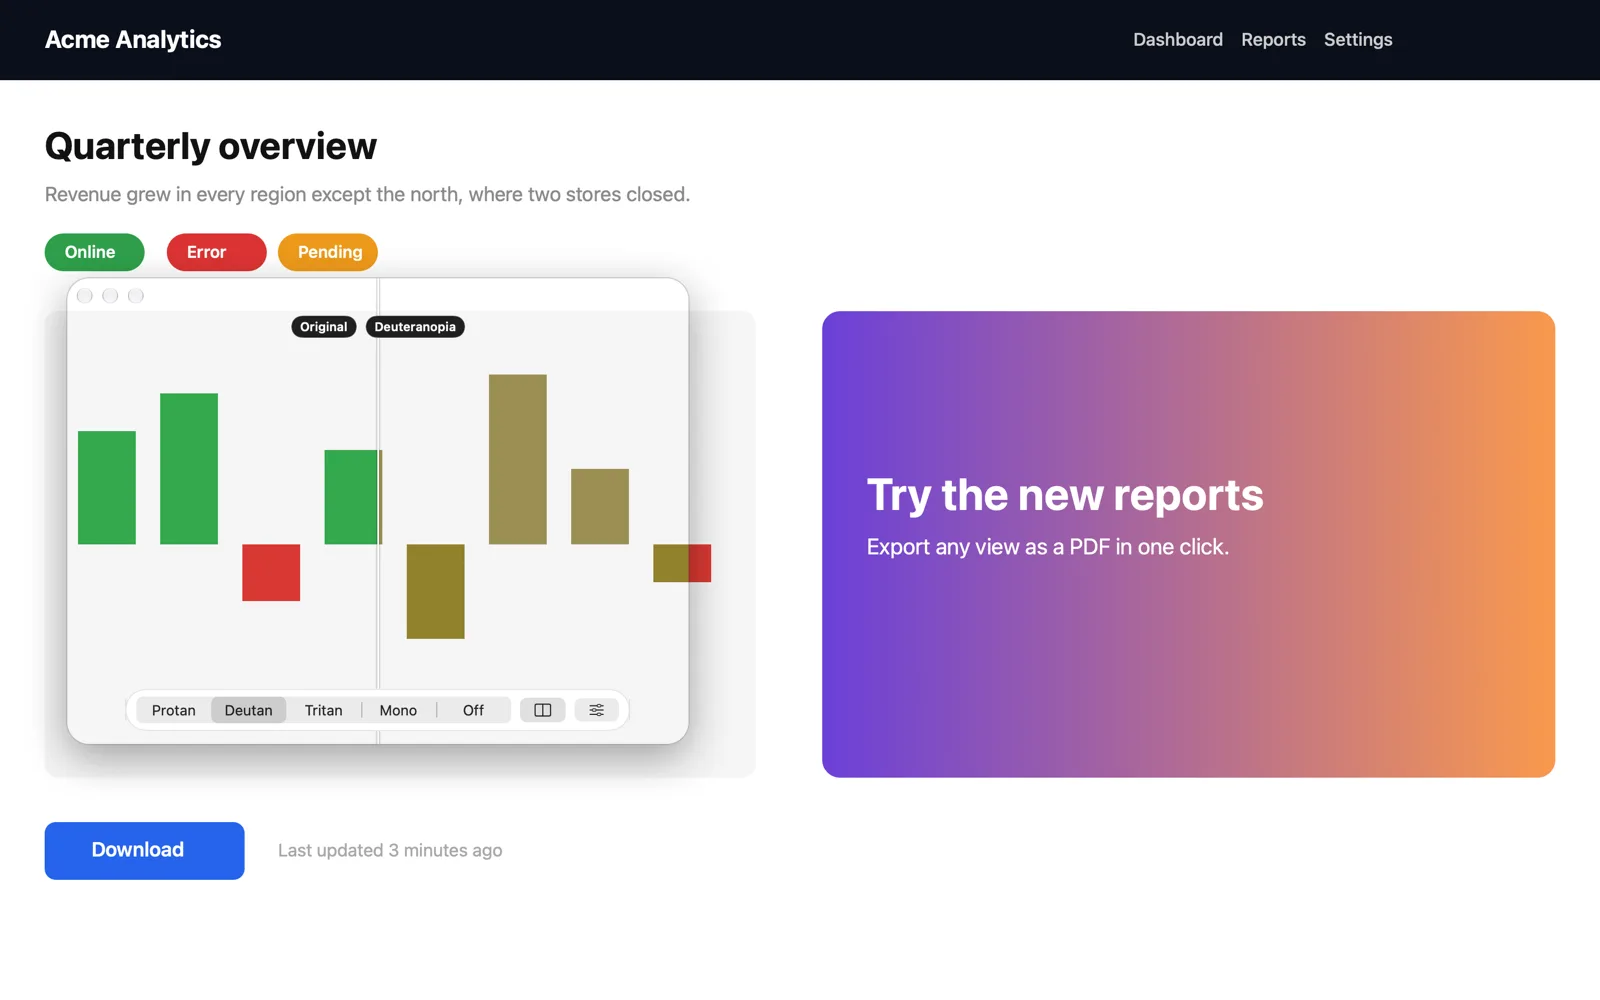 Acme Analytics
Dashboard Reports Settings
Quarterly overview
Revenue grew in every region except the north, where two stores closed.
Online Error Pending
Original Deuteranopia
Protan Deutan Tritan Mono Off
Try the new reports
Export any view as a PDF in one click.
Download
Last updated 3 minutes ago